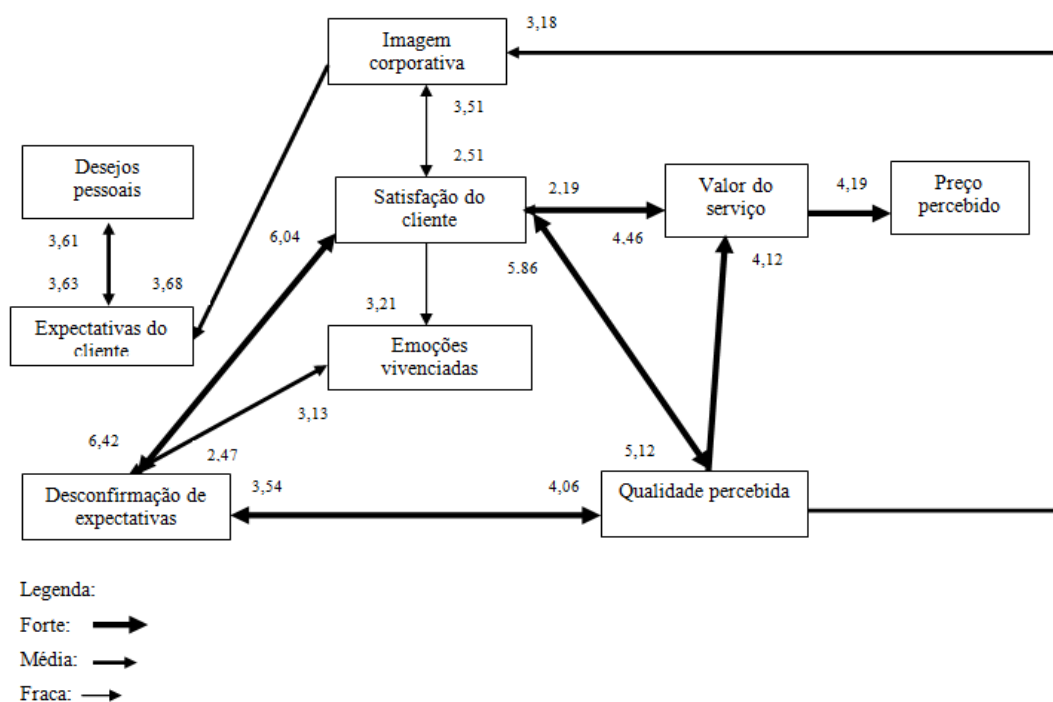 3,18
Imagem
corporativa
3,51
Desejos
pessoais
2,51
Satisfação do
cliente
2,19
Valor do
serviço
4,19
Preço
percebido
3,61
6,04
4,46
4,12
3,63
3,68
5.86
Expectativas do
cliente
3,21
Emoções
vivenciadas
3,13
6,42
2,47
5,12
Desconfirmação de
expectativas
3,54
4,06
Qualidade percebida
Legenda:
Forte:
Média:
Fraca: